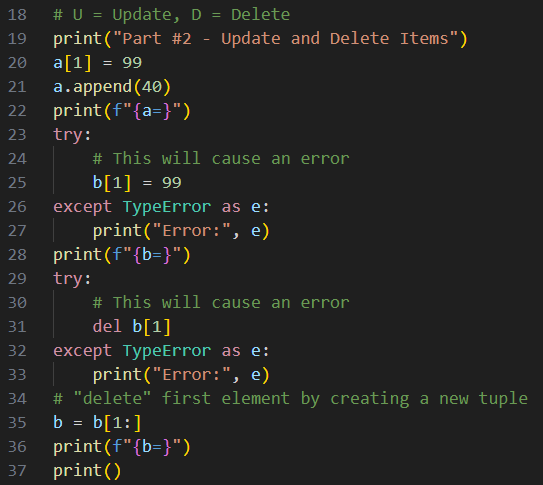 18 # U = Update, D = Delete
19 print("Part #2 - Update and Delete Items")
20 a[1] = 99
21 a.append(40)
22 print(f"{a=}")
23 try:
24     # This will cause an error
25     b[1] = 99
26 except TypeError as e:
27     print("Error:", e)
28 print(f"{b=}")
29 try:
30     # This will cause an error
31     del b[1]
32 except TypeError as e:
33     print("Error:", e)
34 # "delete" first element by creating a new tuple
35 b = b[1:]
36 print(f"{b=}")
37 print()